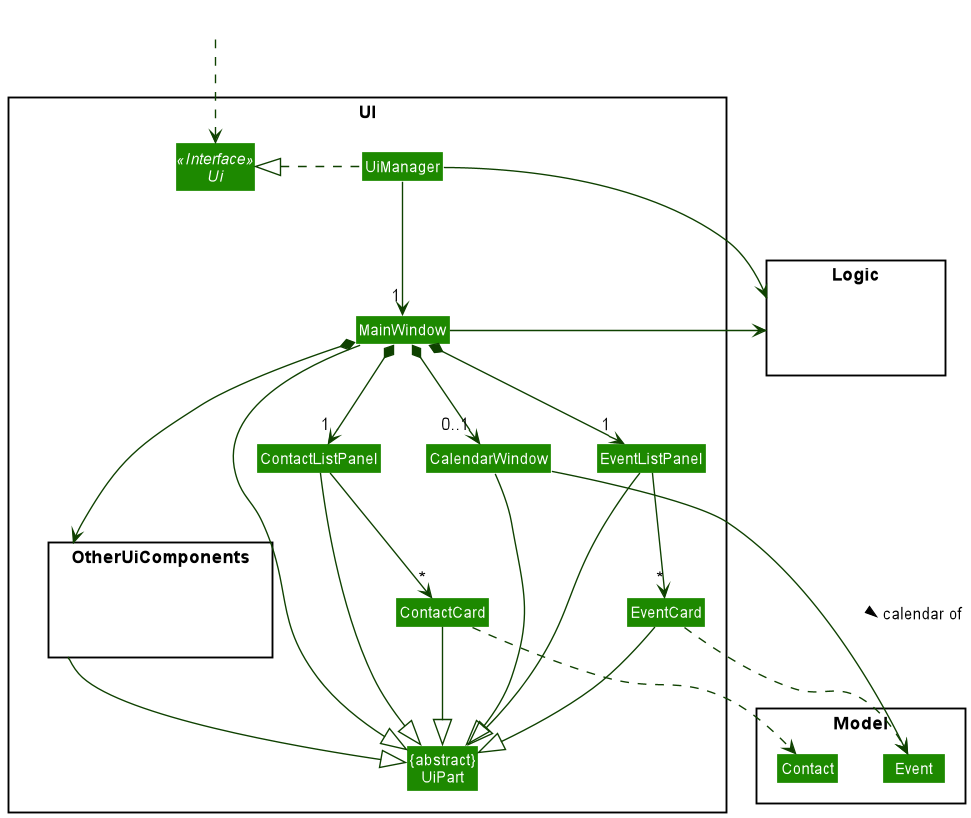 UI
«Interface»
Ui
UiManager
Logic
1
MainWindow
1
0..1
1
ContactListPanel
CalendarWindow
EventListPanel
OtherUiComponents
*
*
ContactCard
EventCard
calendar of
Model
{abstract}
UiPart
Contact
Event